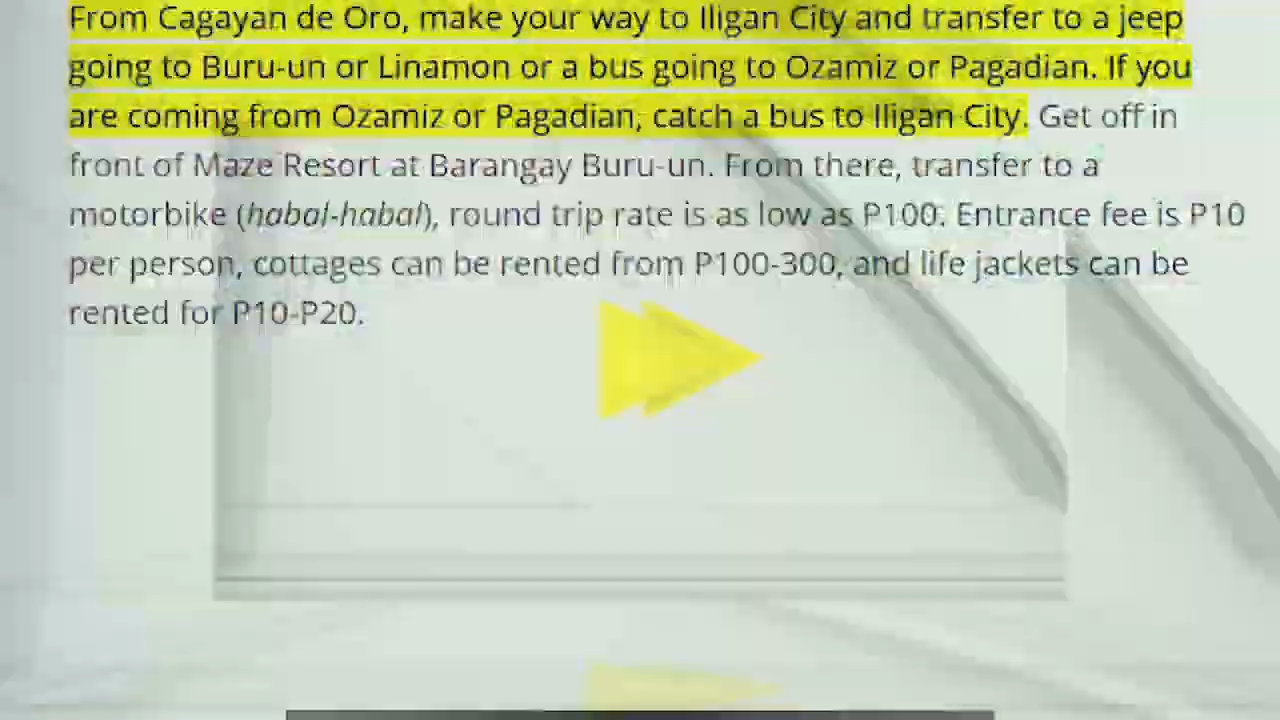 From Cagayan de Oro, make your way to Iligan City and transfer to a jeep
going to Buru-un or Linamon or a bus going to Ozamiz or Pagadian. If you
are coming from Ozamiz or Pagadian, catch a bus to Iligan City. Get off in
front of Maze Resort at Barangay Buru-un. From there, transfer to a
motorbike (habal-habal), round trip rate is as low as P100. Entrance fee is P10
per person, cottages can be rented from P100-300, and life jackets can be
rented for P10-P20.